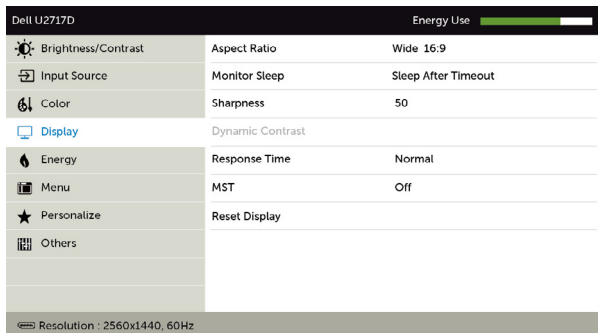 Dell U2717D Energy Use
Brightness/Contrast Aspect Ratio Wide 16:9
Input Source Monitor Sleep Sleep After Timeout
Color Sharpness 50
Display Dynamic Contrast
Energy Response Time Normal
Menu MST Off
Personalize Reset Display
Others
Resolution : 2560x1440, 60Hz